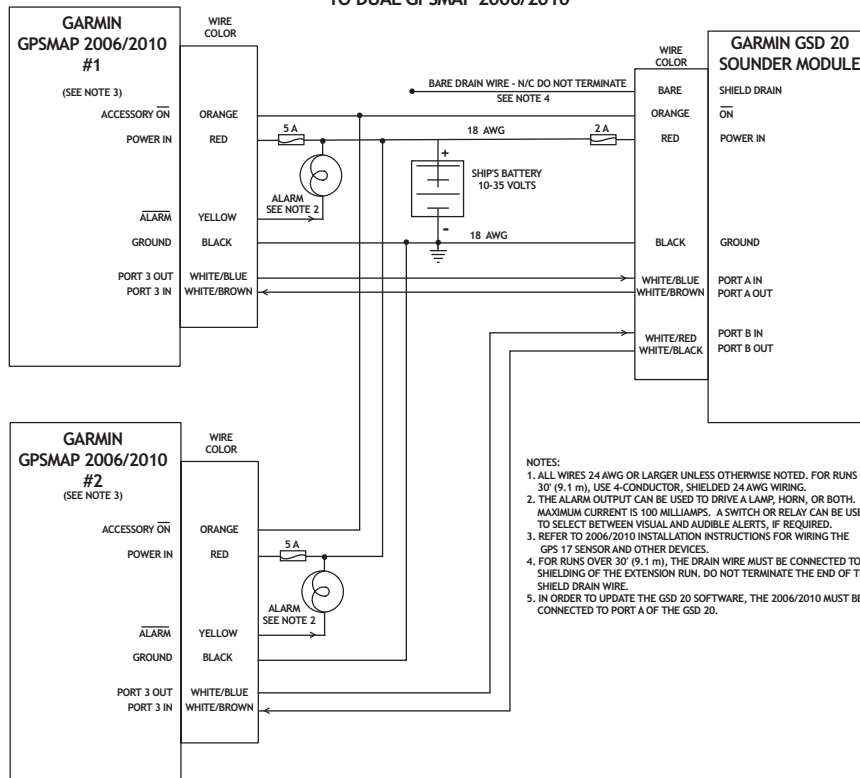 TO DUAL GPSMAP 2006/2010
GARMIN
GPSMAP 2006/2010
#1
(SEE NOTE 3)
WIRE
COLOR
ACCESSORY ON
ORANGE
POWER IN
RED
ALARM
YELLOW
GROUND
BLACK
PORT 3 OUT
WHITE/BLUE
PORT 3 IN
WHITE/BROWN
5 A
ALARM
SEE NOTE 2
BARE DRAIN WIRE - N/C DO NOT TERMINATE
SEE NOTE 4
18 AWG
2 A
+
SHIP'S BATTERY
10-35 VOLTS
-
18 AWG
WIRE
COLOR
GARMIN GSD 20
SOUNDER MODULE
BARE
SHIELD DRAIN
ORANGE
ON
RED
POWER IN
BLACK
GROUND
WHITE/BLUE
PORT A IN
WHITE/BROWN
PORT A OUT
WHITE/RED
PORT B IN
WHITE/BLACK
PORT B OUT
GARMIN
GPSMAP 2006/2010
#2
(SEE NOTE 3)
WIRE
COLOR
ACCESSORY ON
ORANGE
POWER IN
RED
ALARM
YELLOW
GROUND
BLACK
PORT 3 OUT
WHITE/BLUE
PORT 3 IN
WHITE/BROWN
5 A
ALARM
SEE NOTE 2
NOTES:
1. ALL WIRES 24 AWG OR LARGER UNLESS OTHERWISE NOTED. FOR RUNS
30' (9.1 m), USE 4-CONDUCTOR, SHIELDED 24 AWG WIRING.
2. THE ALARM OUTPUT CAN BE USED TO DRIVE A LAMP, HORN, OR BOTH.
MAXIMUM CURRENT IS 100 MILLIAMPS. A SWITCH OR RELAY CAN BE USE
TO SELECT BETWEEN VISUAL AND AUDIBLE ALERTS, IF REQUIRED.
3. REFER TO 2006/2010 INSTALLATION INSTRUCTIONS FOR WIRING THE
GPS 17 SENSOR AND OTHER DEVICES.
4. FOR RUNS OVER 30' (9.1 m), THE DRAIN WIRE MUST BE CONNECTED TO
SHIELDING OF THE EXTENSION RUN. DO NOT TERMINATE THE END OF T
SHIELD DRAIN WIRE.
5. IN ORDER TO UPDATE THE GSD 20 SOFTWARE, THE 2006/2010 MUST BE
CONNECTED TO PORT A OF THE GSD 20.